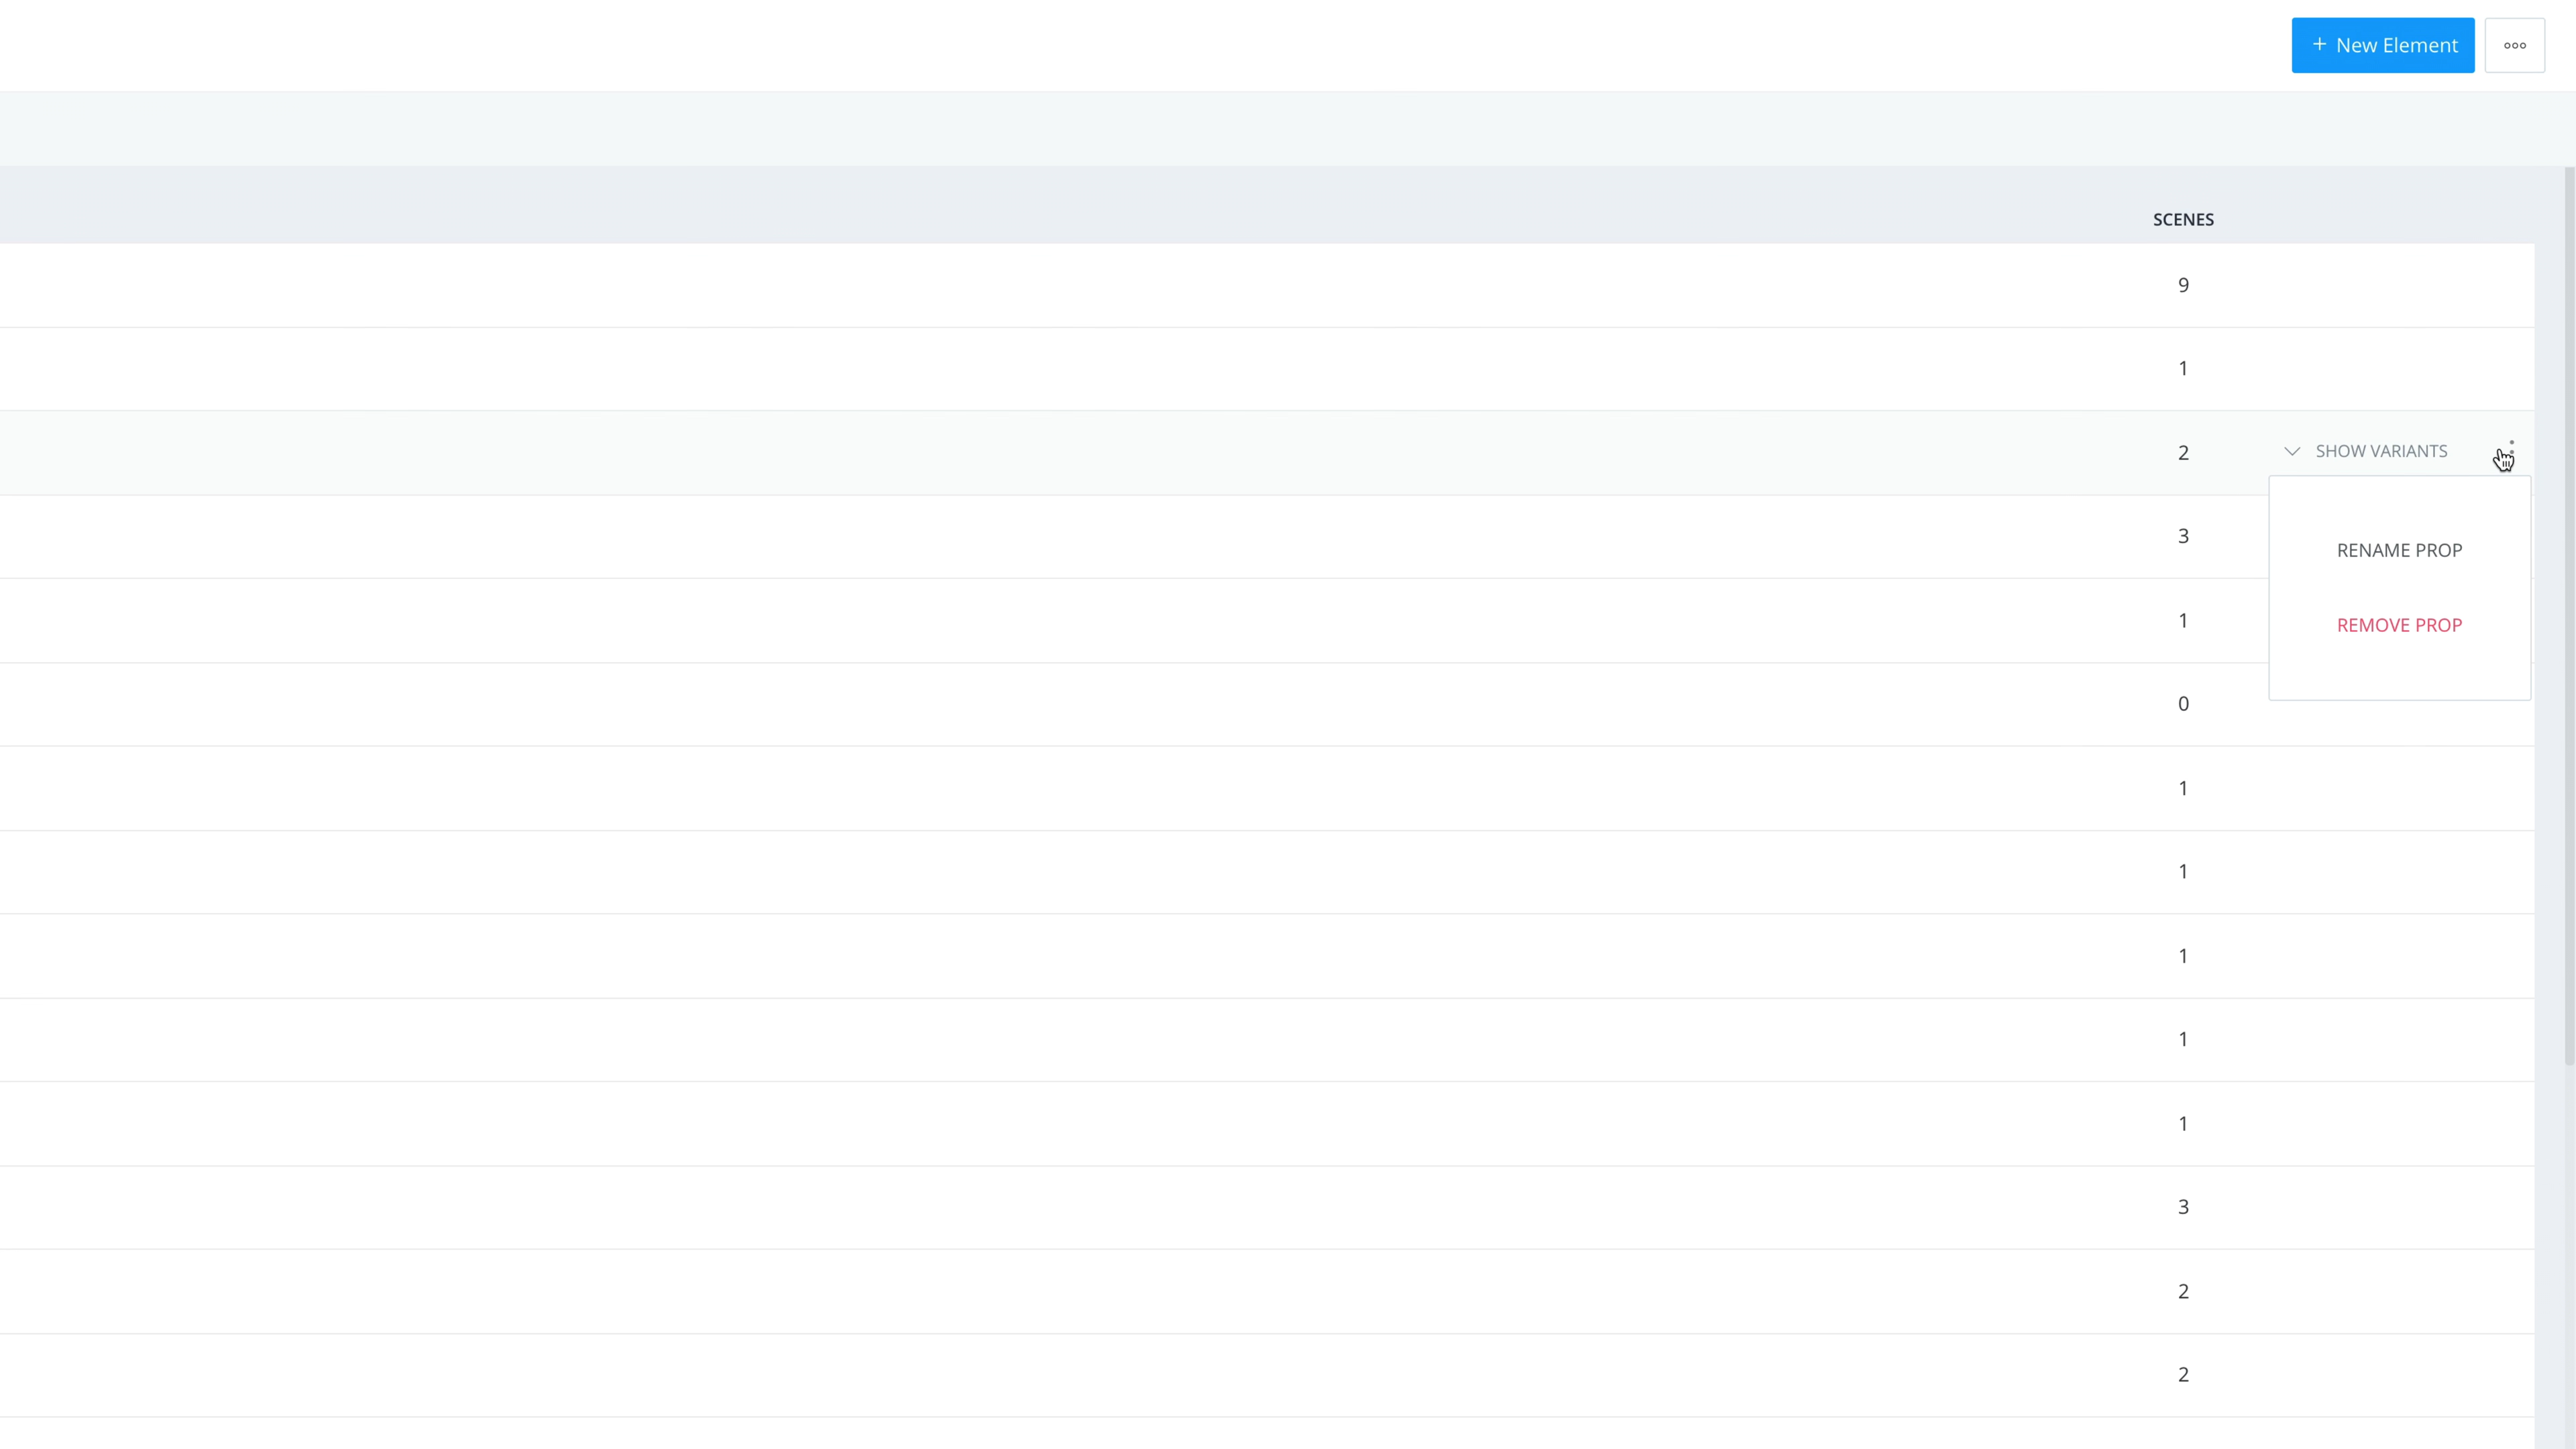 + New Element
SCENES
9
1
2 SHOW VARIANTS
3
RENAME PROP
1
REMOVE PROP
0
1
1
1
1
1
3
2
2